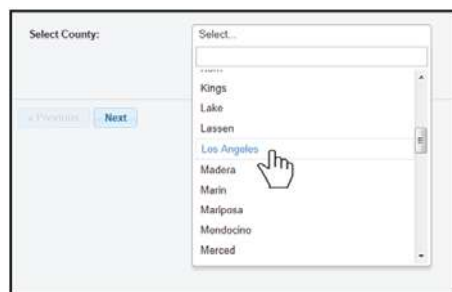 Select County:
Select...
Kings
Lake
Lassen
Los Angeles
Madera
Marin
Mariposa
Mendocino
Merced
« Previous
Next